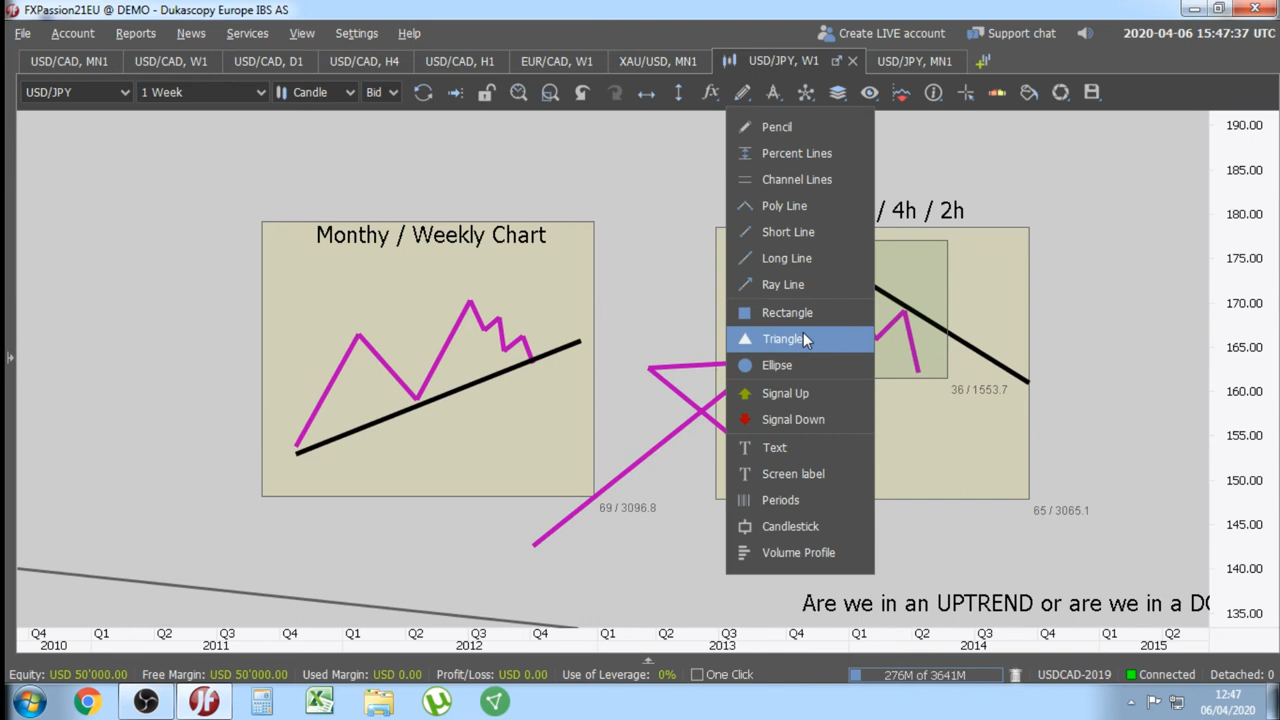 FXPassion21EU @ DEMO - Dukascopy Europe IBS AS
File Account Reports News Services View Settings Help Create LIVE account Support chat 2020-04-06 15:47:37 UTC
USD/CAD, MN1 USD/CAD, W1 USD/CAD, D1 USD/CAD, H4 USD/CAD, H1 EUR/CAD, W1 XAU/USD, MN1 USD/JPY, W1 USD/JPY, MN1
USD/JPY 1 Week Candle Bid
Pencil
Percent Lines
Channel Lines
Poly Line
Short Line
Long Line
Ray Line
Rectangle
Triangle
Ellipse
Signal Up
Signal Down
Text
Screen label
Periods
Candlestick
Volume Profile
Monthy / Weekly Chart
/ 4h / 2h
69 / 3096.8
36 / 1553.7
65 / 3065.1
Are we in an UPTREND or are we in a DO
190.00
185.00
180.00
175.00
170.00
165.00
160.00
155.00
150.00
145.00
140.00
135.00
Q4 Q1 Q2 Q3 Q4 Q1 Q2 Q3 Q4 Q1 Q2 Q3 Q4 Q1 Q2 Q3 Q4 Q1 Q2
2010 2011 2012 2013 2014 2015
Equity: USD 50'000.00 Free Margin: USD 50'000.00 Used Margin: USD 0.00 Profit/Loss: USD 0.00 Use of Leverage: 0% One Click 276M of 3641M USDCAD-2019 Connected Detached: 0
12:47
06/04/2020